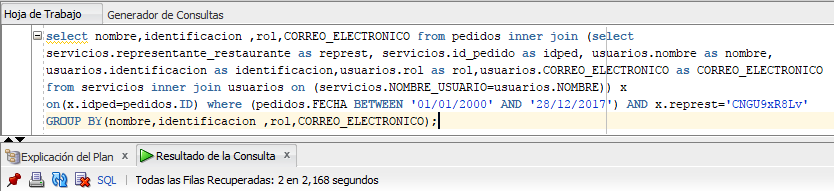 Hoja de Trabajo Generador de Consultas
select nombre,identificacion ,rol,CORREO_ELECTRONICO from pedidos inner join (select
servicios.representante_restaurante as represt, servicios.id_pedido as idped, usuarios.nombre as nombre,
usuarios.identificacion as identificacion,usuarios.rol as rol,usuarios.CORREO_ELECTRONICO as CORREO_ELECTRONICO
from servicios inner join usuarios on (servicios.NOMBRE_USUARIO=usuarios.NOMBRE)) x
on(x.idped=pedidos.ID) where (pedidos.FECHA BETWEEN '01/01/2000' AND '28/12/2017') AND x.represt='CNGU9xR8Lv'
GROUP BY(nombre,identificacion ,rol,CORREO_ELECTRONICO);
Explicación del Plan x Resultado de la Consulta x
SQL | Todas las Filas Recuperadas: 2 en 2,168 segundos